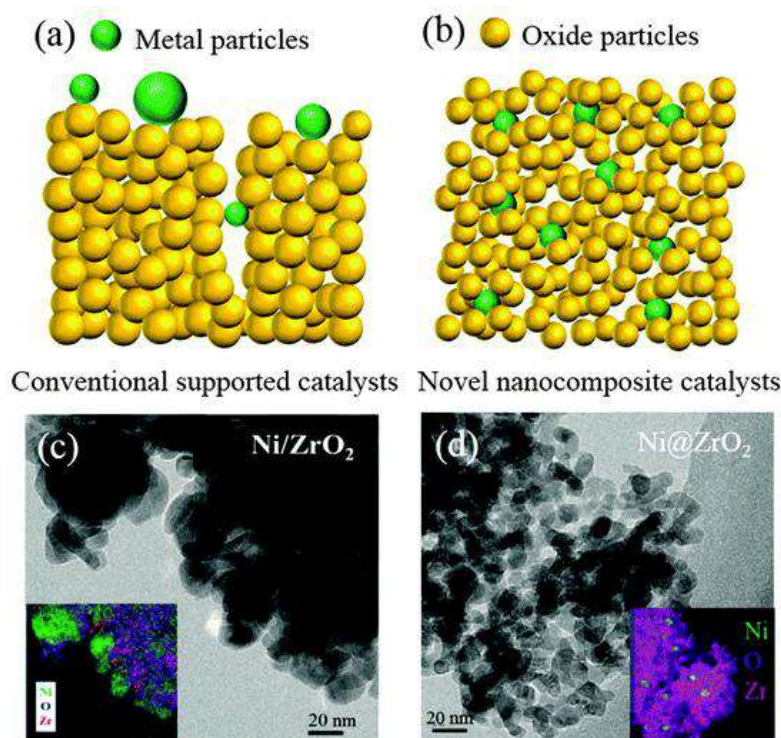 (a) Metal particles
(b) Oxide particles
Conventional supported catalysts
Novel nanocomposite catalysts
(c) Ni/ZrO₂
Ni
O
Zr
20 nm
(d) Ni@ZrO₂
Ni
O
Zr
20 nm